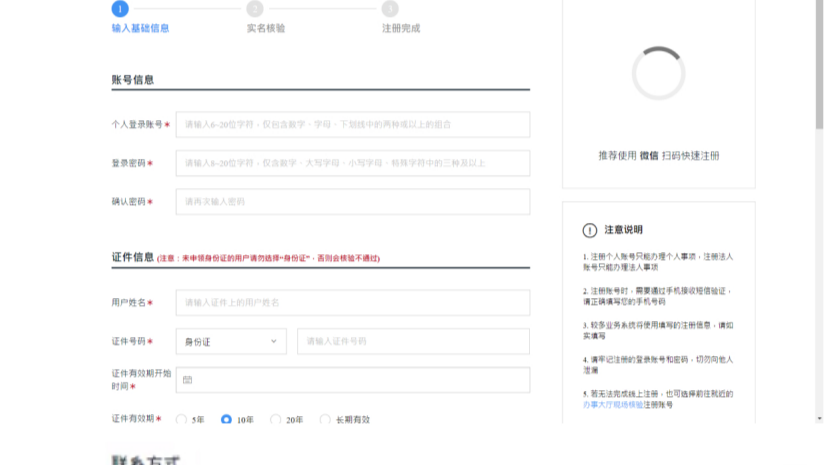 1
2
3
输入基础信息
实名核验
注册完成
账号信息
个人登录账号*
请输入6~20位字符，仅包含数字、字母、下划线中的两种或以上的组合
登录密码*
请输入8~20位字符，仅含数字、大写字母、小写字母、特殊字符中的三种及以上
确认密码*
请再次输入密码
证件信息 (注意：未申领身份证的用户请勿选择“身份证”，否则会核验不通过)
用户姓名*
请输入证件上的用户姓名
证件号码*
身份证
请输入证件号码
证件有效期开始
时间*
证件有效期*
5年
10年
20年
长期有效
联系方式
推荐使用 微信 扫码快速注册
注意说明
1. 注册个人账号只能办理个人事项，注册法人
账号只能办理法人事项
2. 注册账号时，需要通过手机接收短信验证，
请正确填写您的手机号码
3. 较多业务系统将使用填写的注册信息，请如
实填写
4. 请牢记注册的登录账号和密码，切勿向他人
泄漏
5. 若无法完成线上注册，也可选择前往就近的
办事大厅现场核验注册账号